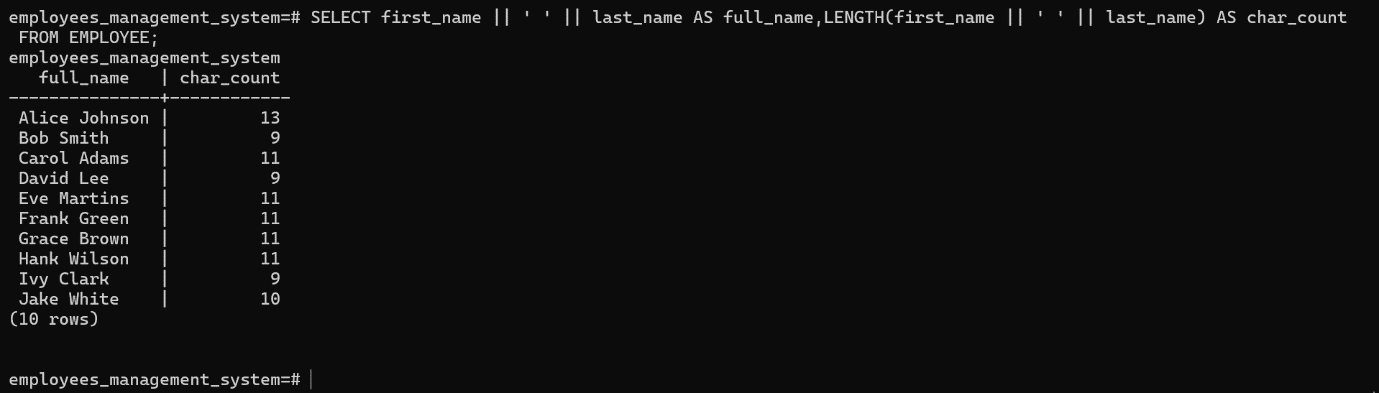 employees_management_system=# SELECT first_name || ' ' || last_name AS full_name,LENGTH(first_name || ' ' || last_name) AS char_count
 FROM EMPLOYEE;
employees_management_system
   full_name   | char_count
---------------+------------
 Alice Johnson |         13
 Bob Smith     |          9
 Carol Adams   |         11
 David Lee     |          9
 Eve Martins   |         11
 Frank Green   |         11
 Grace Brown   |         11
 Hank Wilson   |         11
 Ivy Clark     |          9
 Jake White    |         10
(10 rows)
employees_management_system=#